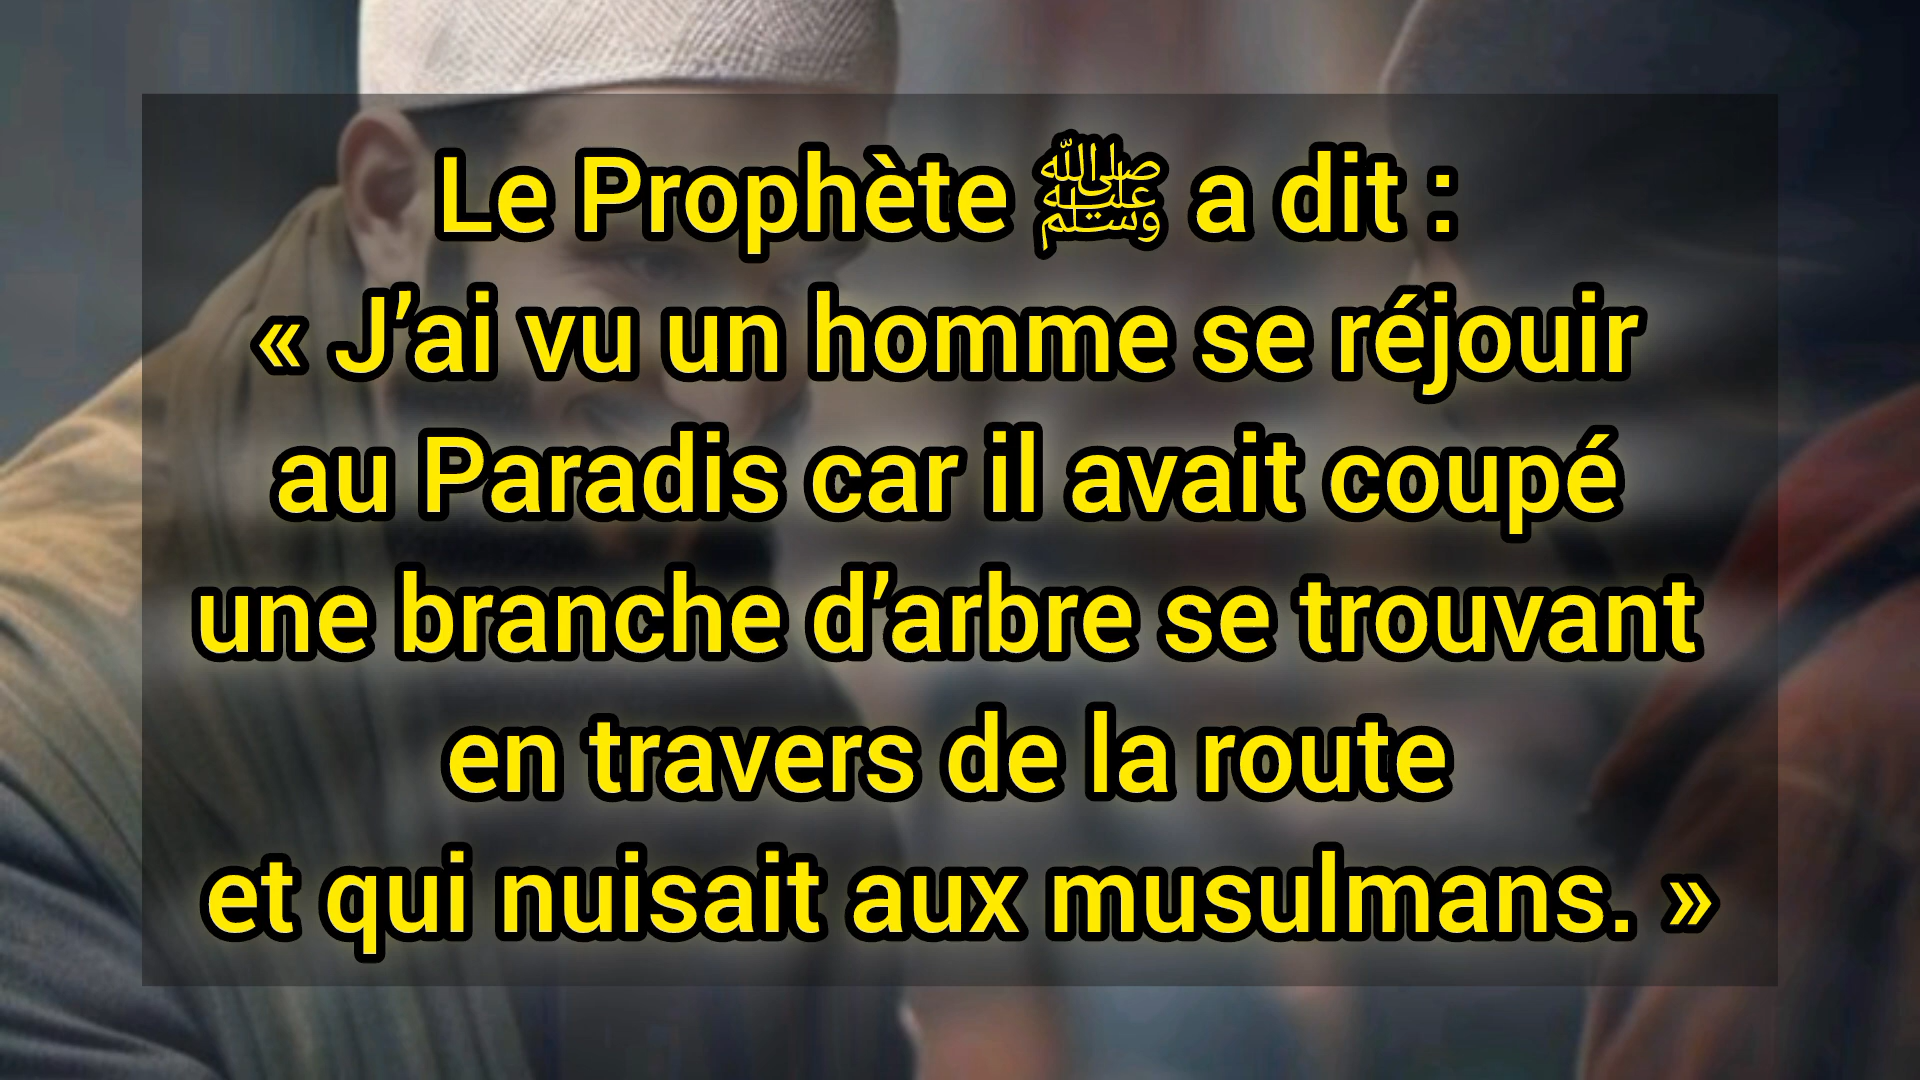 Le Prophète ﷺ a dit :
« J’ai vu un homme se réjouir
au Paradis car il avait coupé
une branche d’arbre se trouvant
en travers de la route
et qui nuisait aux musulmans. »